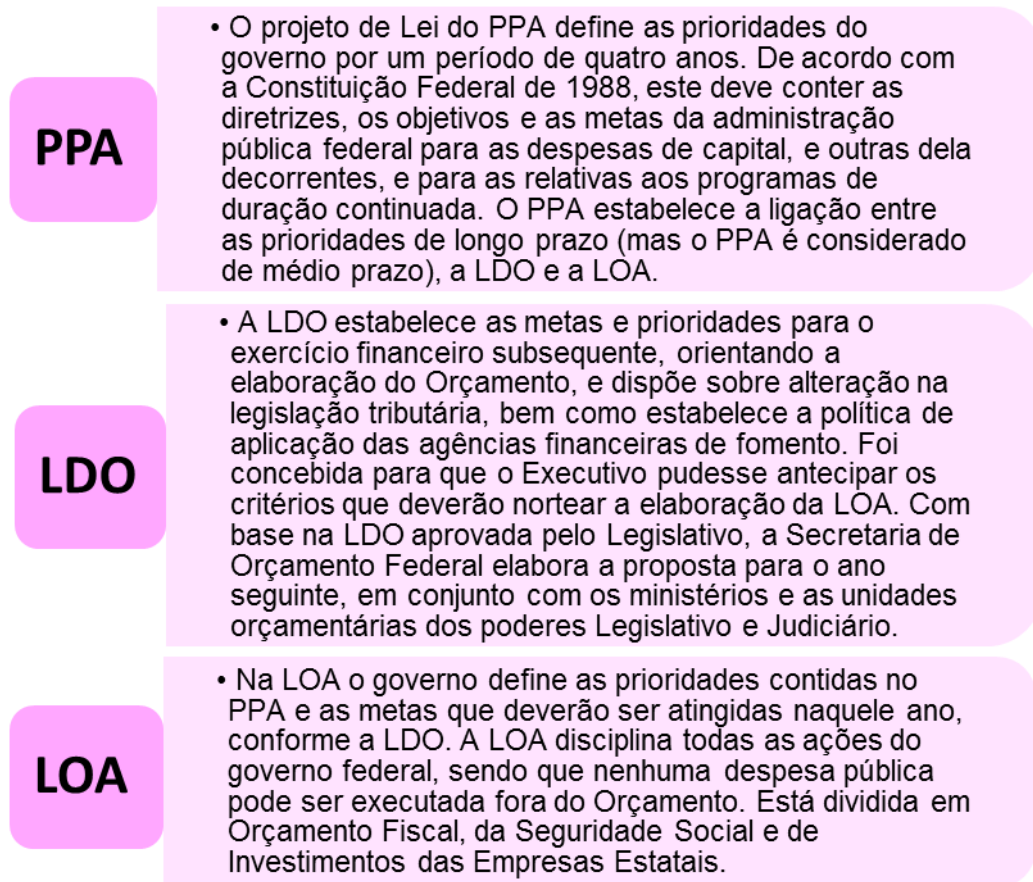 PPA
• O projeto de Lei do PPA define as prioridades do
governo por um período de quatro anos. De acordo com
a Constituição Federal de 1988, este deve conter as
diretrizes, os objetivos e as metas da administração
pública federal para as despesas de capital, e outras dela
decorrentes, e para as relativas aos programas de
duração continuada. O PPA estabelece a ligação entre
as prioridades de longo prazo (mas o PPA é considerado
de médio prazo), a LDO e a LOA.
LDO
• A LDO estabelece as metas e prioridades para o
exercício financeiro subsequente, orientando a
elaboração do Orçamento, e dispõe sobre alteração na
legislação tributária, bem como estabelece a política de
aplicação das agências financeiras de fomento. Foi
concebida para que o Executivo pudesse antecipar os
critérios que deverão nortear a elaboração da LOA. Com
base na LDO aprovada pelo Legislativo, a Secretaria de
Orçamento Federal elabora a proposta para o ano
seguinte, em conjunto com os ministérios e as unidades
orçamentárias dos poderes Legislativo e Judiciário.
LOA
• Na LOA o governo define as prioridades contidas no
PPA e as metas que deverão ser atingidas naquele ano,
conforme a LDO. A LOA disciplina todas as ações do
governo federal, sendo que nenhuma despesa pública
pode ser executada fora do Orçamento. Está dividida em
Orçamento Fiscal, da Seguridade Social e de
Investimentos das Empresas Estatais.